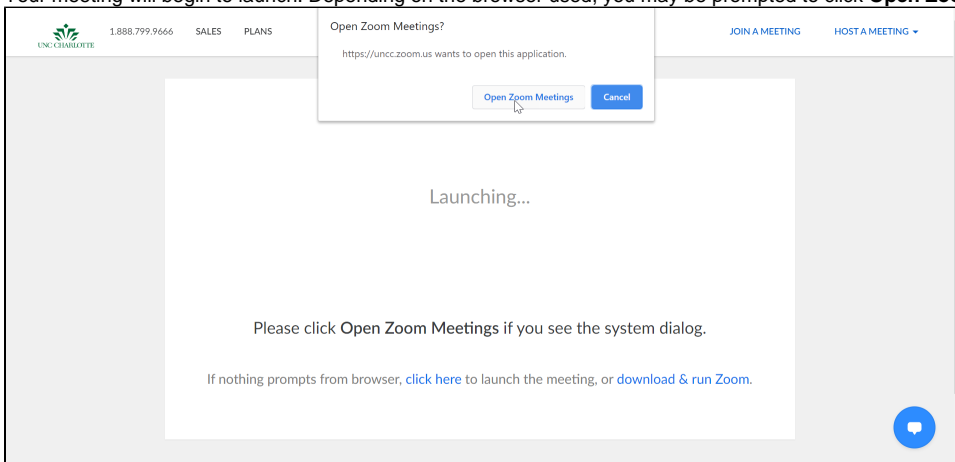 Your meeting will begin to launch. Depending on the browser used, you may be prompted to click Open Zoo
UNC CHARLOTTE
1.888.799.9666 SALES PLANS JOIN A MEETING HOST A MEETING
Open Zoom Meetings?
https://uncc.zoom.us wants to open this application.
Open Zoom Meetings Cancel
Launching...
Please click Open Zoom Meetings if you see the system dialog.
If nothing prompts from browser, click here to launch the meeting, or download & run Zoom.